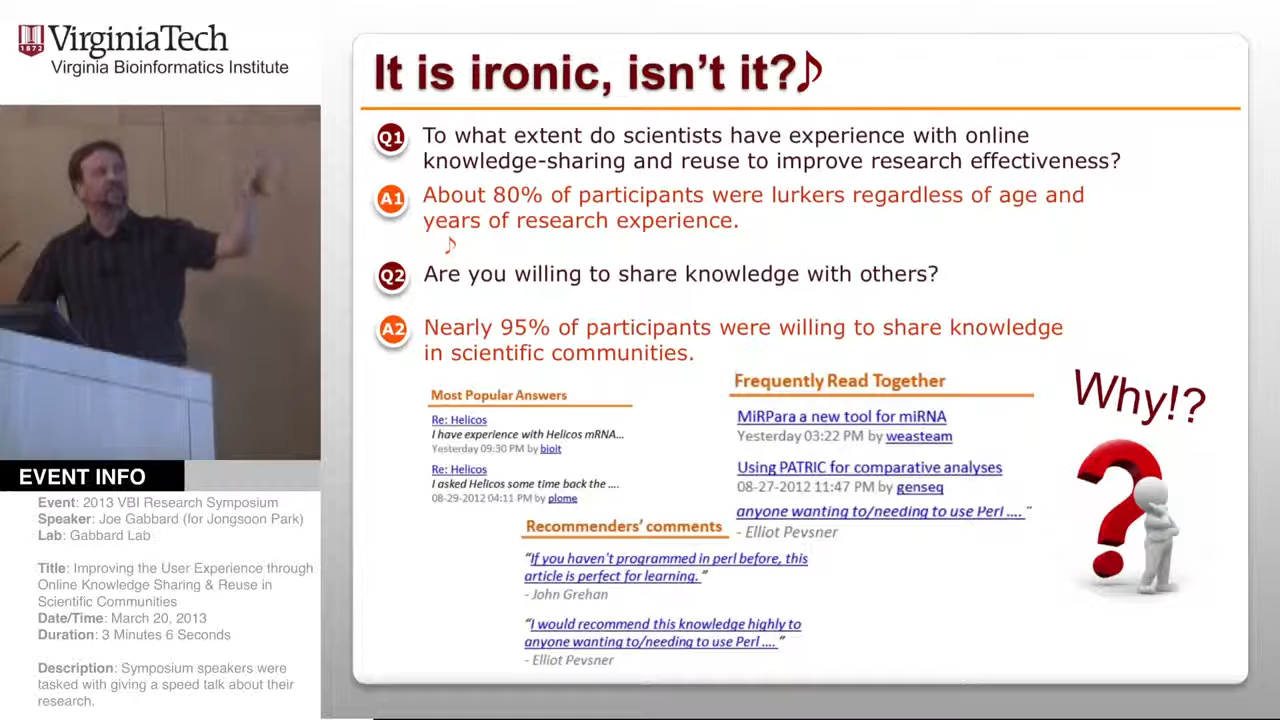 VirginiaTech
1872
Virginia Bioinformatics Institute
It is ironic, isn't it?♪
Q1 To what extent do scientists have experience with online
knowledge-sharing and reuse to improve research effectiveness?
A1 About 80% of participants were lurkers regardless of age and
years of research experience.
♪
Q2 Are you willing to share knowledge with others?
A2 Nearly 95% of participants were willing to share knowledge
in scientific communities.
Most Popular Answers
Re: Helicos
I have experience with Helicos mRNA...
Yesterday 09:30 PM by bioit
Re: Helicos
I asked Helicos some time back the ....
08-29-2012 04:11 PM by plome
Frequently Read Together
MiRPara a new tool for miRNA
Yesterday 03:22 PM by weasteam
Using PATRIC for comparative analyses
08-27-2012 11:47 PM by genseq
anyone wanting to/needing to use Perl .... "
- Elliot Pevsner
Recommenders' comments
"If you haven't programmed in perl before, this
article is perfect for learning. "
- John Grehan
"I would recommend this knowledge highly to
anyone wanting to/needing to use Perl .... "
- Elliot Pevsner
Why!?
EVENT INFO
Event: 2013 VBI Research Symposium
Speaker: Joe Gabbard (for Jongsoon Park)
Lab: Gabbard Lab
Title: Improving the User Experience through
Online Knowledge Sharing & Reuse in
Scientific Communities
Date/Time: March 20, 2013
Duration: 3 Minutes 6 Seconds
Description: Symposium speakers were
tasked with giving a speed talk about their
research.